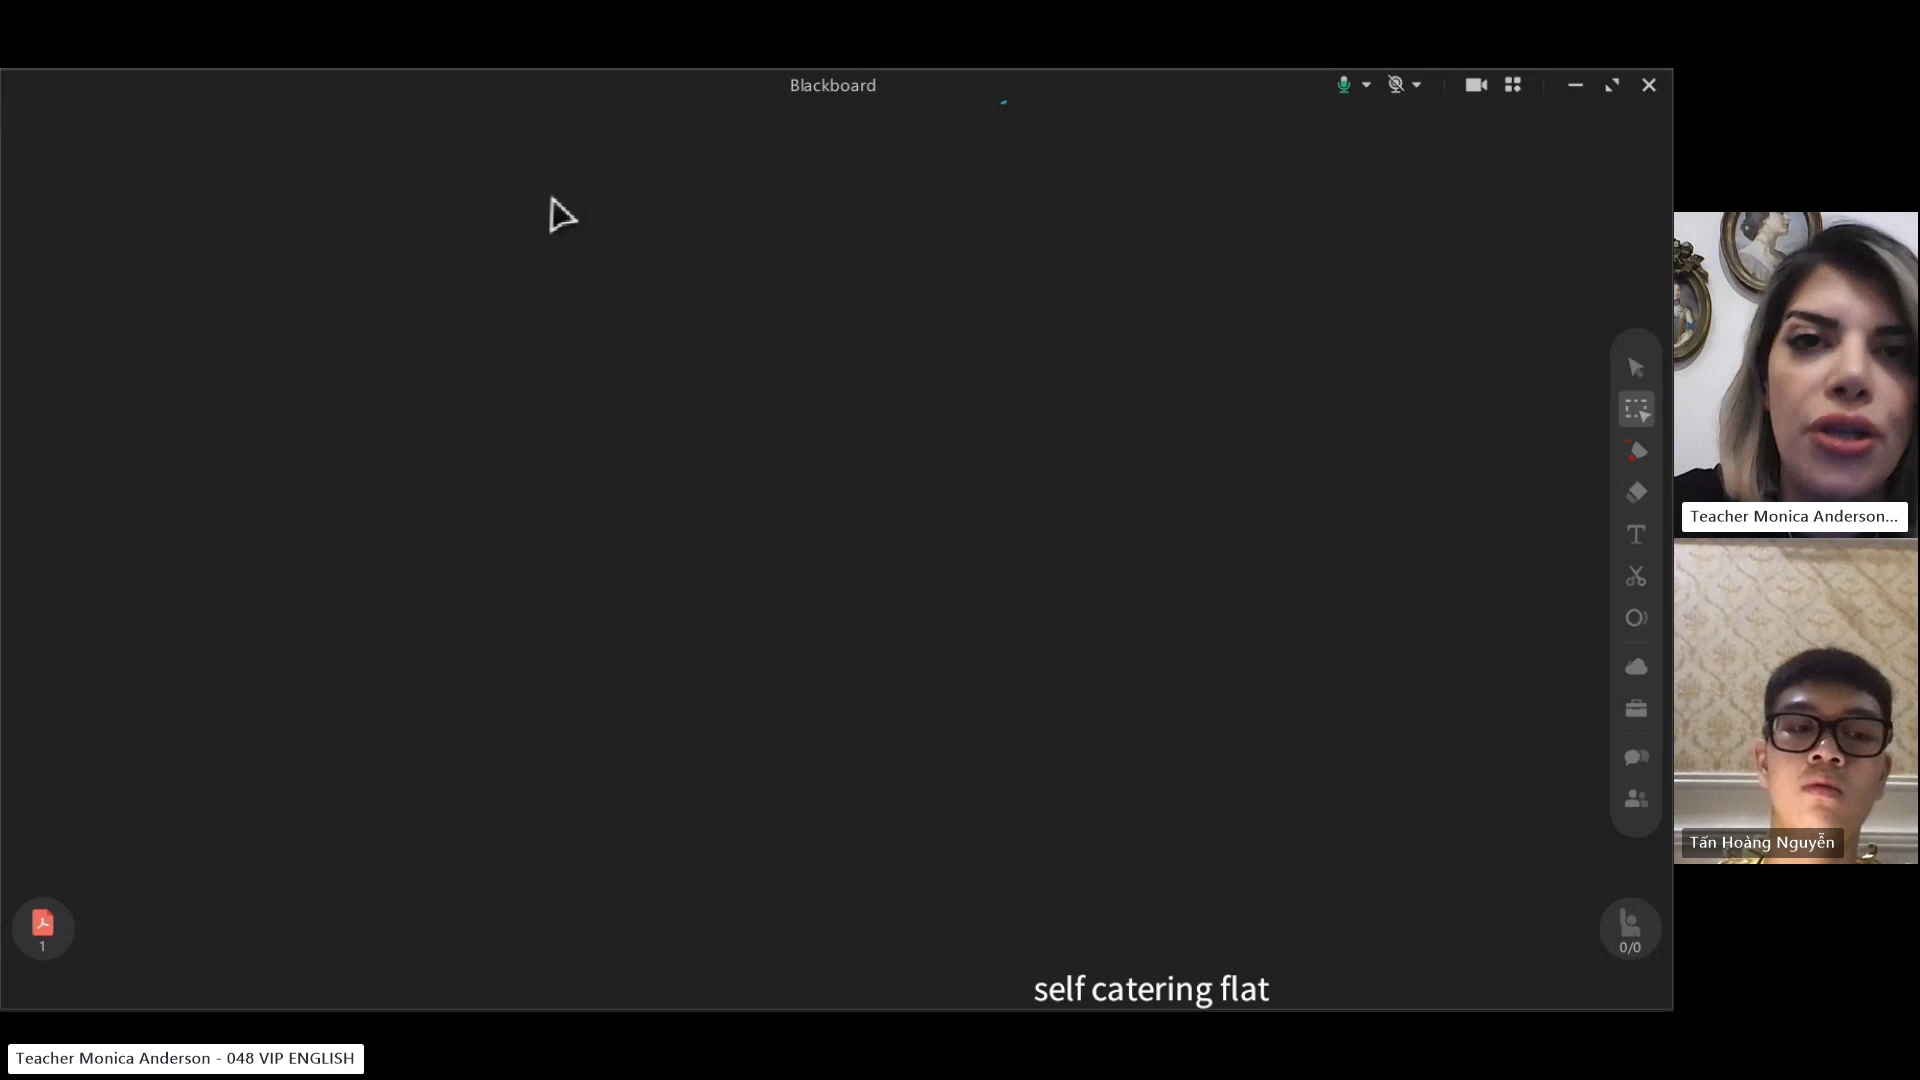 Blackboard
Teacher Monica Anderson...
Tấn Hoàng Nguyễn
1
0/0
self catering flat
Teacher Monica Anderson - 048 VIP ENGLISH